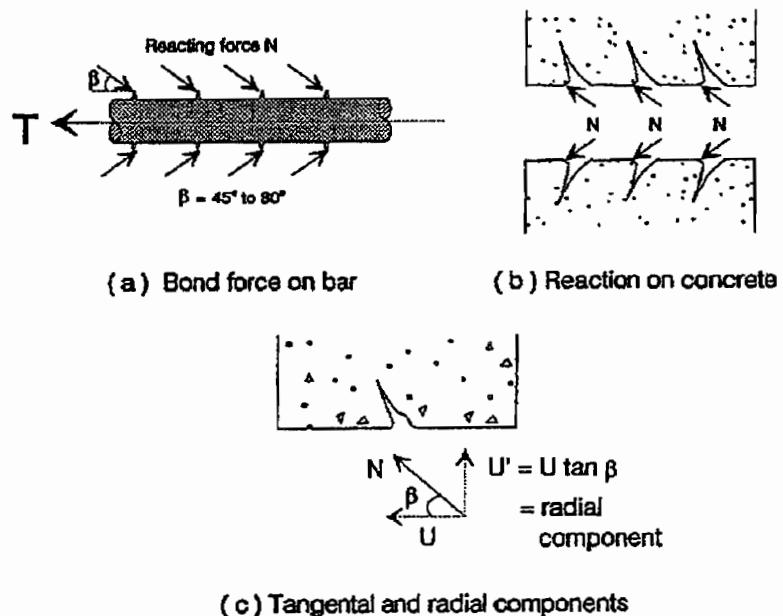 Reacting force N
β
T
β = 45° to 80°
N N N
(a) Bond force on bar
(b) Reaction on concrete
N
β
U
U' = U tan β
= radial
component
(c) Tangental and radial components